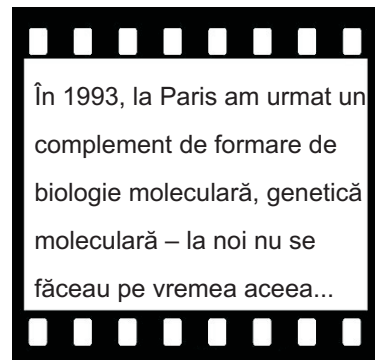 În 1993, la Paris am urmat un
complement de formare de
biologie moleculară, genetică
moleculară – la noi nu se
făceau pe vremea aceea...